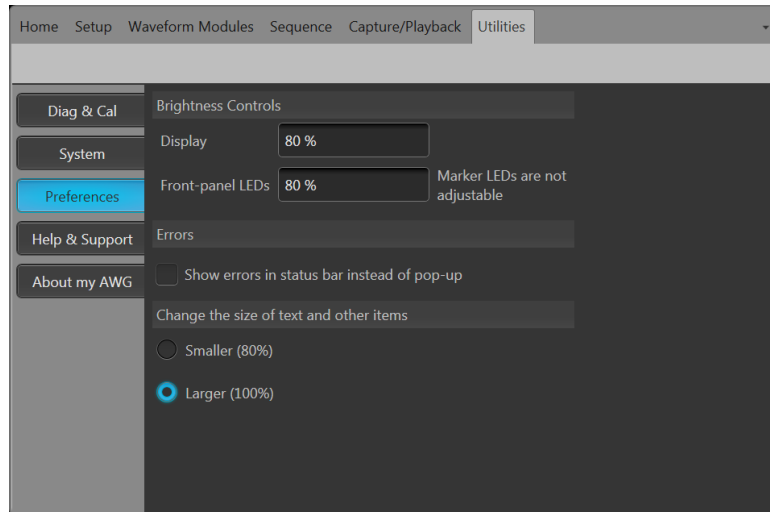 Home Setup Waveform Modules Sequence Capture/Playback Utilities
Diag & Cal
System
Preferences
Help & Support
About my AWG
Brightness Controls
Display 80 %
Front-panel LEDs 80 % Marker LEDs are not
adjustable
Errors
Show errors in status bar instead of pop-up
Change the size of text and other items
Smaller (80%)
Larger (100%)